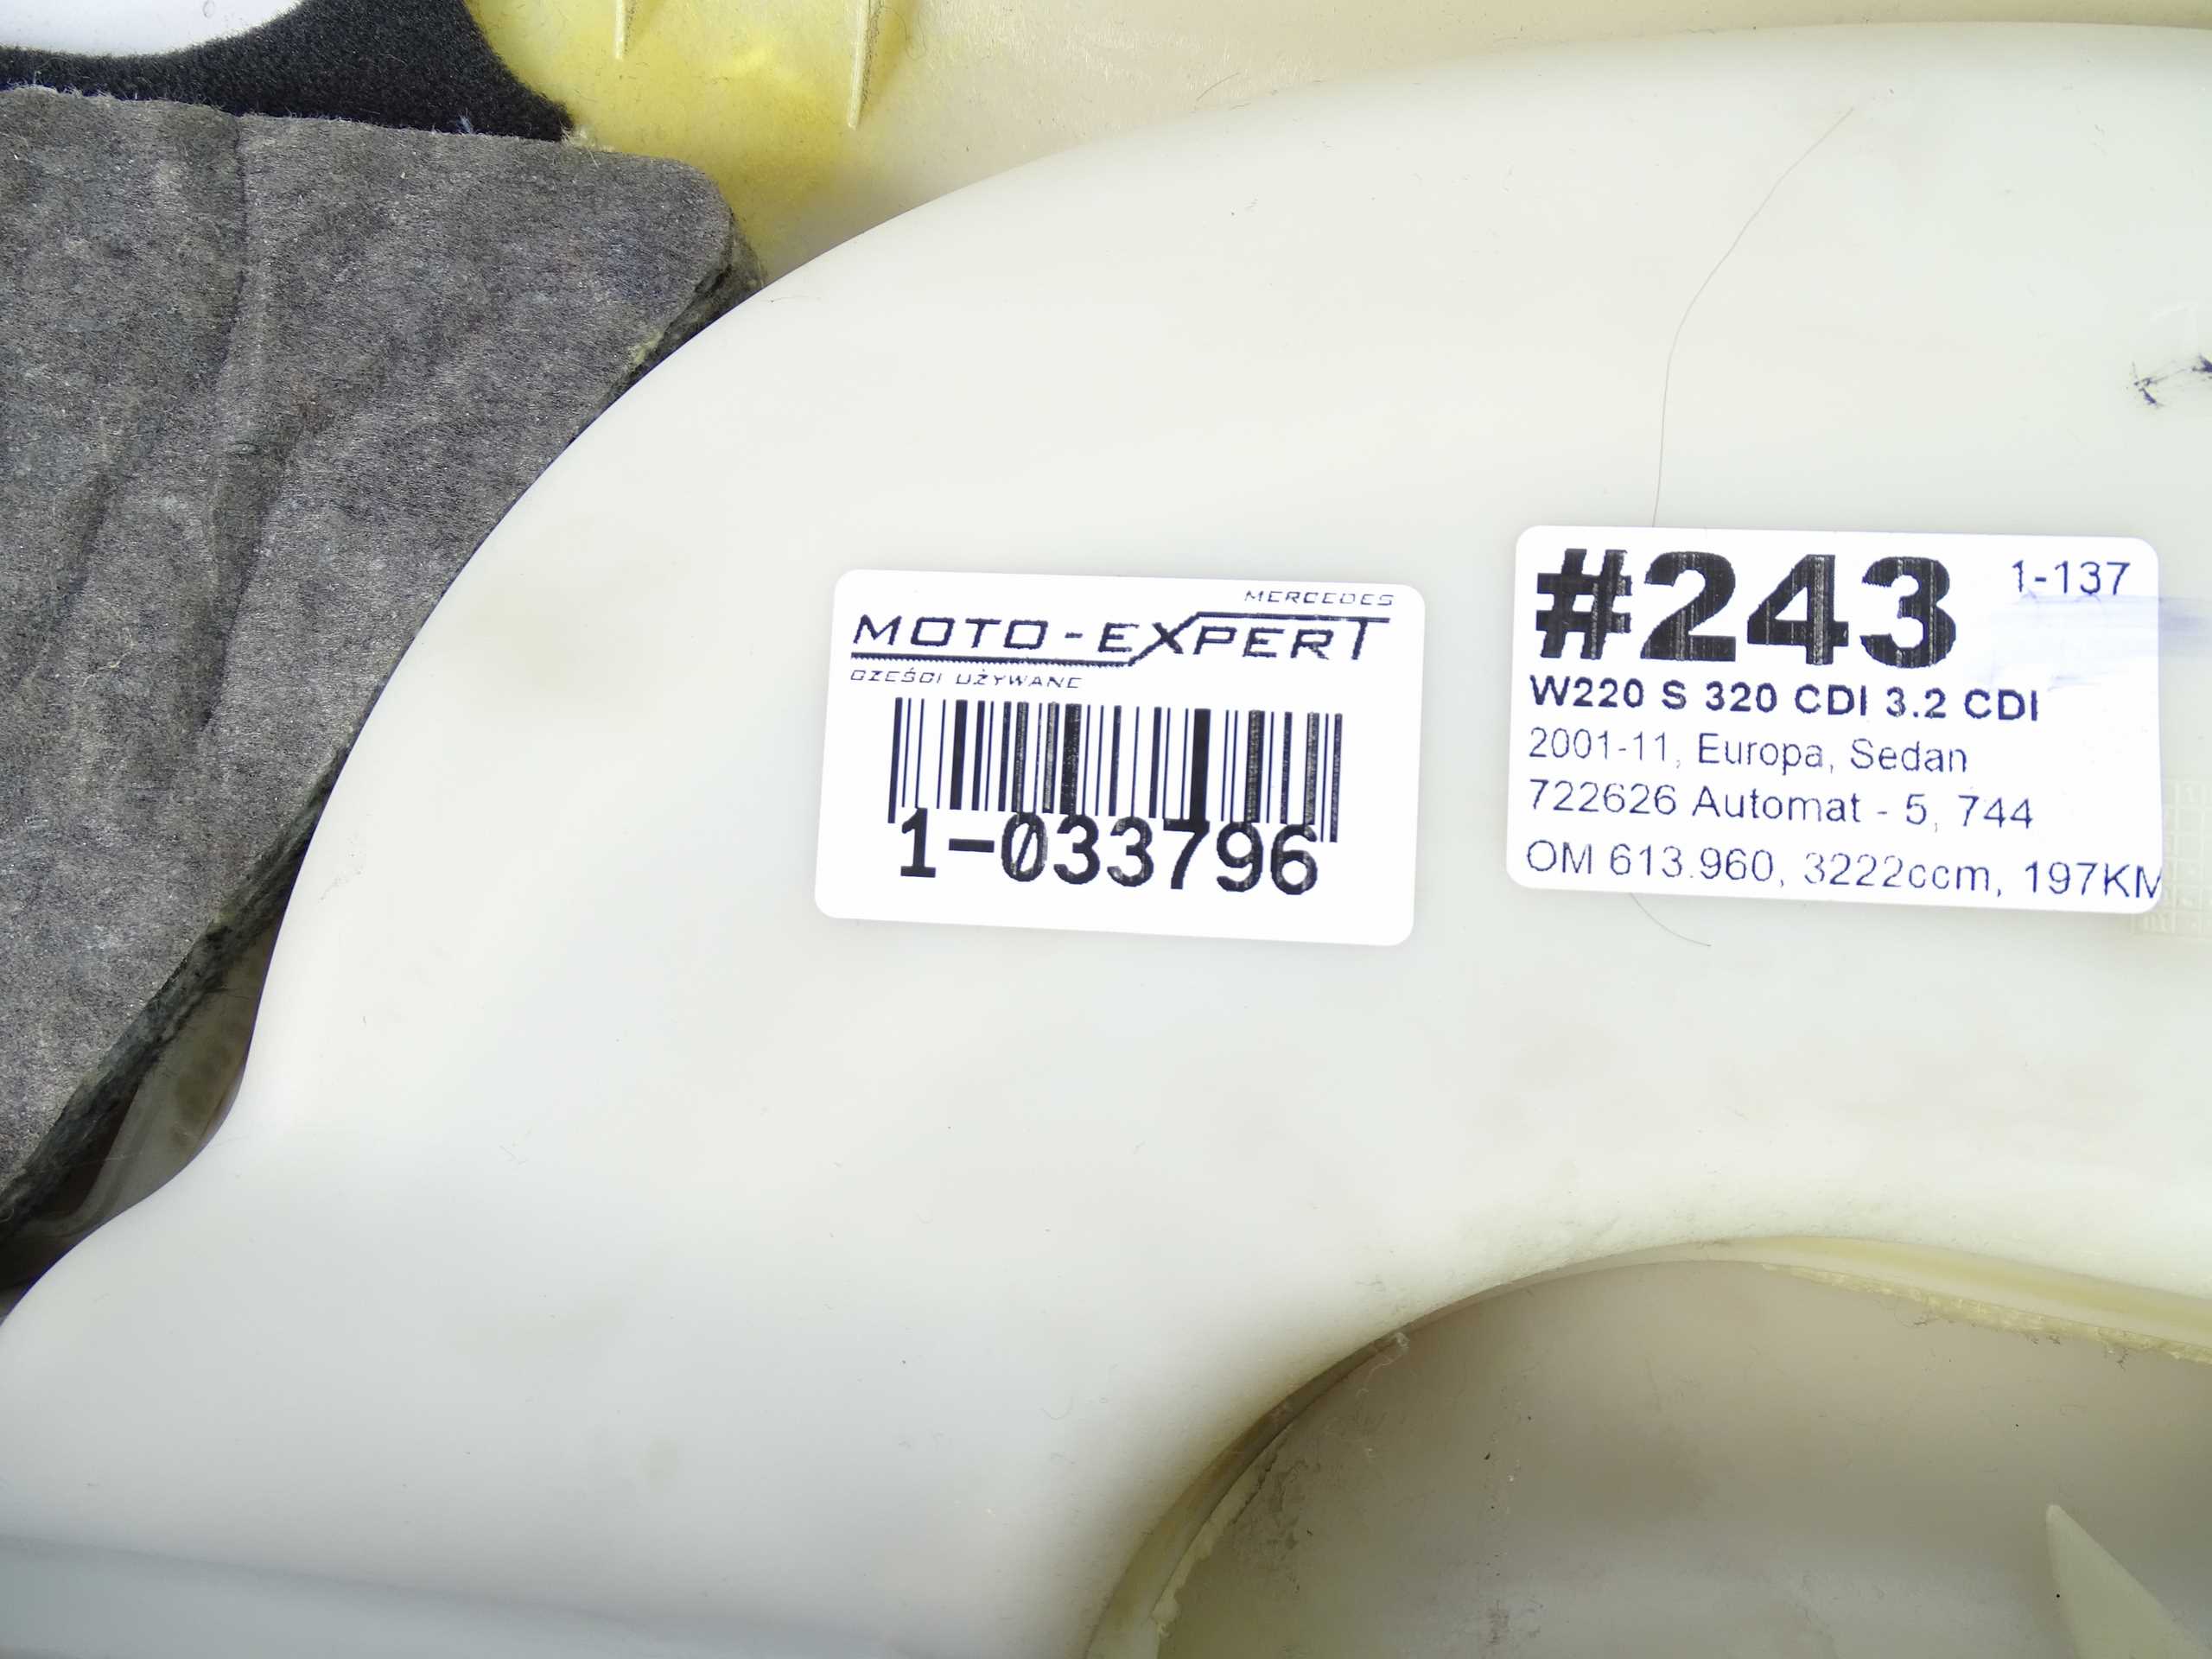 MERCEDES
MOTO-EXPERT
CZĘŚCI UŻYWANE
1-033796
#243 1-137
W220 S 320 CDI 3.2 CDI
2001-11, Europa, Sedan
722626 Automat - 5, 744
OM 613.960, 3222ccm, 197KM